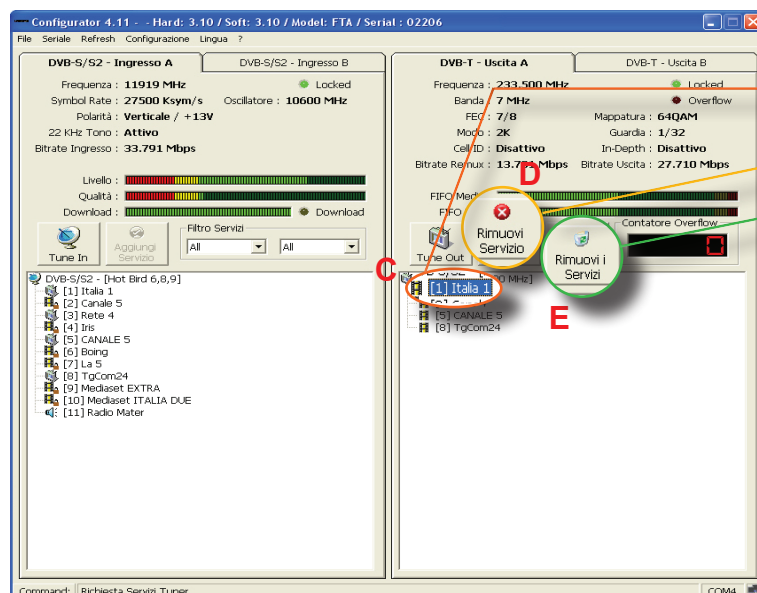 Configurator 4.11 - - Hard: 3.10 / Soft: 3.10 / Model: FTA / Serial : 02206
File Seriale Refresh Configurazione Lingua ?
DVB-S/S2 - Ingresso A
DVB-S/S2 - Ingresso B
Frequenza : 11919 MHz
Locked
Symbol Rate : 27500 Ksym/s
Oscillatore : 10600 MHz
Polarità : Verticale / +13V
22 KHz Tono : Attivo
Bitrate Ingresso : 33.791 Mbps
Livello :
Qualità :
Download :
Download
Tune In
Aggiungi
Servizio
Filtro Servizi
All
All
DVB-S/S2 - [Hot Bird 6,8,9]
[1] Italia 1
[2] Canale 5
[3] Rete 4
[4] Iris
[5] CANALE 5
[6] Boing
[7] La 5
[8] TgCom24
[9] Mediaset EXTRA
[10] Mediaset ITALIA DUE
[11] Radio Mater
DVB-T - Uscita A
DVB-T - Uscita B
Frequenza : 233.500 MHz
Locked
Banda : 7 MHz
Overflow
FEC : 7/8
Mappatura : 64QAM
Modo : 2K
Guardia : 1/32
Cell ID : Disattivo
In-Depth : Disattivo
Bitrate Remux :
Mbps
Bitrate Uscita : 27.710 Mbps
D
FIFO
FIFO
Rimuovi
Servizio
Contatore Overflow
0
Tune Out
Rimuovi i
Servizi
C
MHz]
[1] Italia 1
E
[5] CANALE 5
[8] TgCom24
Command: Richiesta Servizi Tuner
COM4